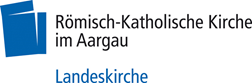 Römisch-Katholische Kirche
im Aargau
Landeskirche